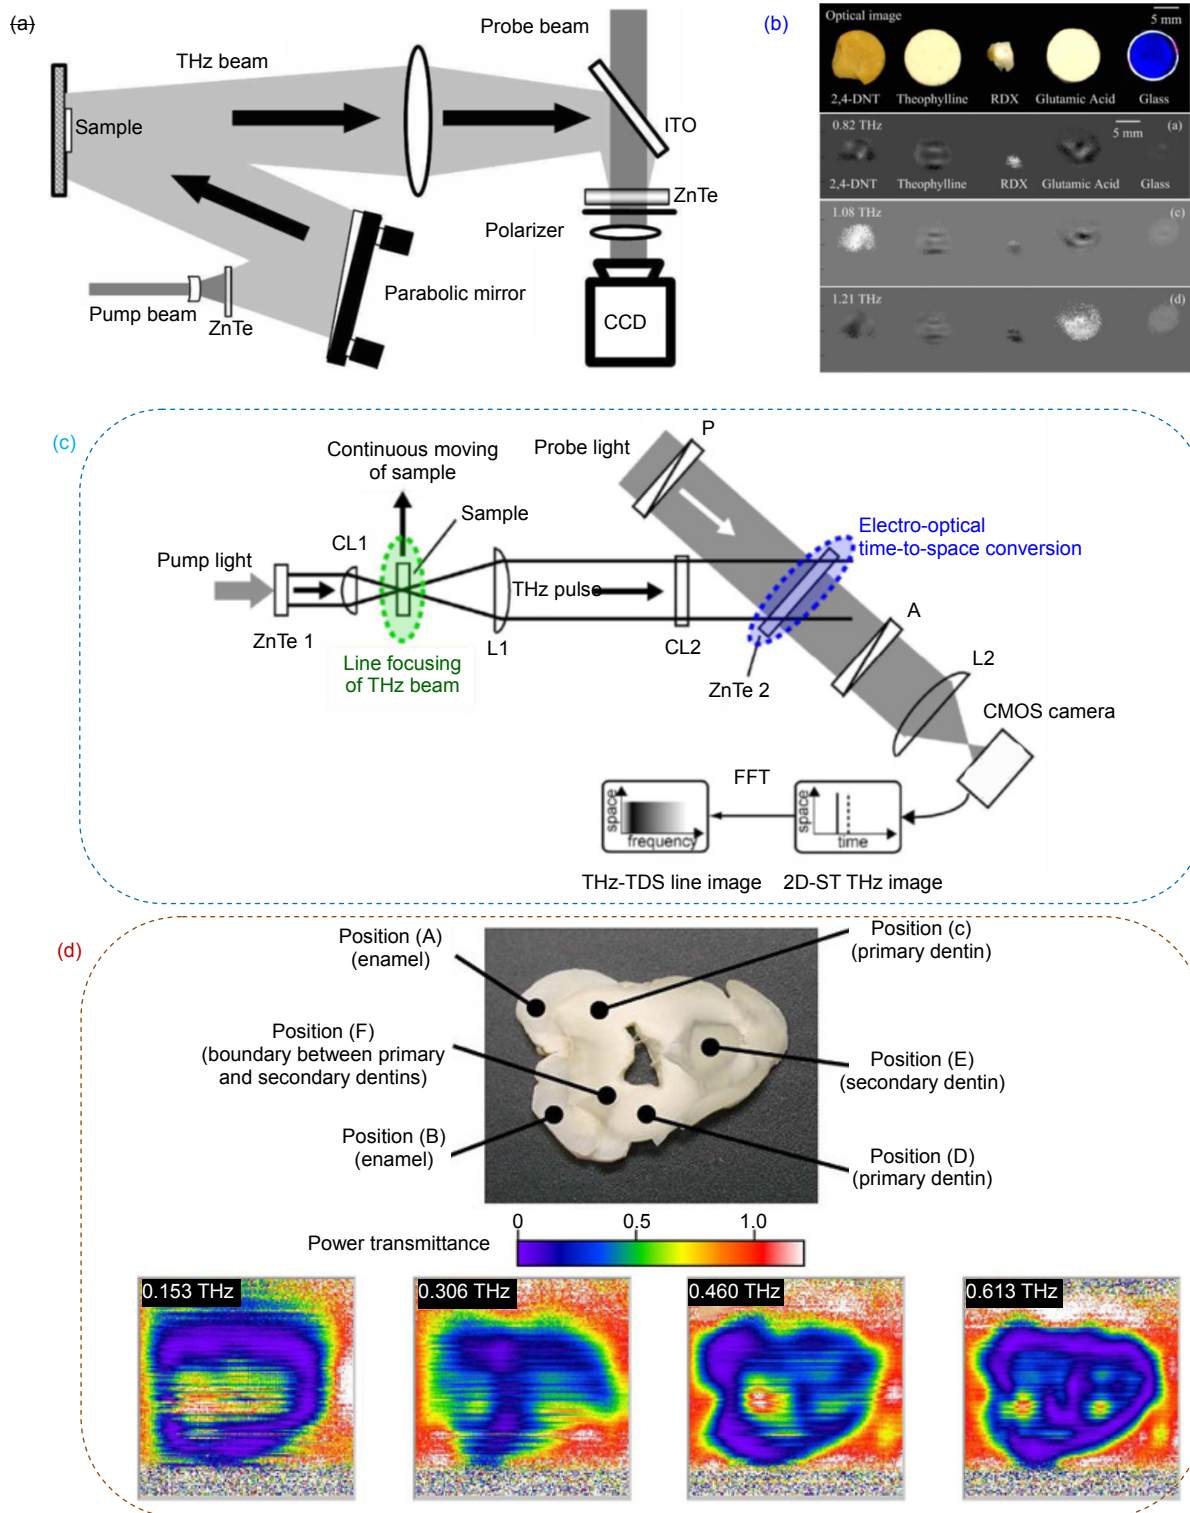 (a)
Probe beam
THz beam
Sample
ITO
ZnTe
Polarizer
Parabolic mirror
Pump beam
ZnTe
CCD
(b)
Optical image
5 mm
2,4-DNT Theophylline RDX Glutamic Acid Glass
0.82 THz
5 mm
(a)
2,4-DNT Theophylline RDX Glutamic Acid Glass
1.08 THz
(c)
1.21 THz
(d)
(c)
Continuous moving
of sample
Probe light
P
Sample
CL1
Pump light
Electro-optical
time-to-space conversion
THz pulse
ZnTe 1
L1
CL2
A
Line focusing
of THz beam
ZnTe 2
L2
CMOS camera
FFT
space
frequency
space
time
THz-TDS line image
2D-ST THz image
(d)
Position (A)
(enamel)
Position (c)
(primary dentin)
Position (F)
(boundary between primary
and secondary dentins)
Position (E)
(secondary dentin)
Position (B)
(enamel)
Position (D)
(primary dentin)
0 0.5 1.0
Power transmittance
0.153 THz
0.306 THz
0.460 THz
0.613 THz